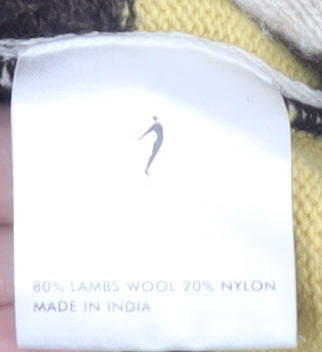 80% LAMBS WOOL 20% NYLON
MADE IN INDIA